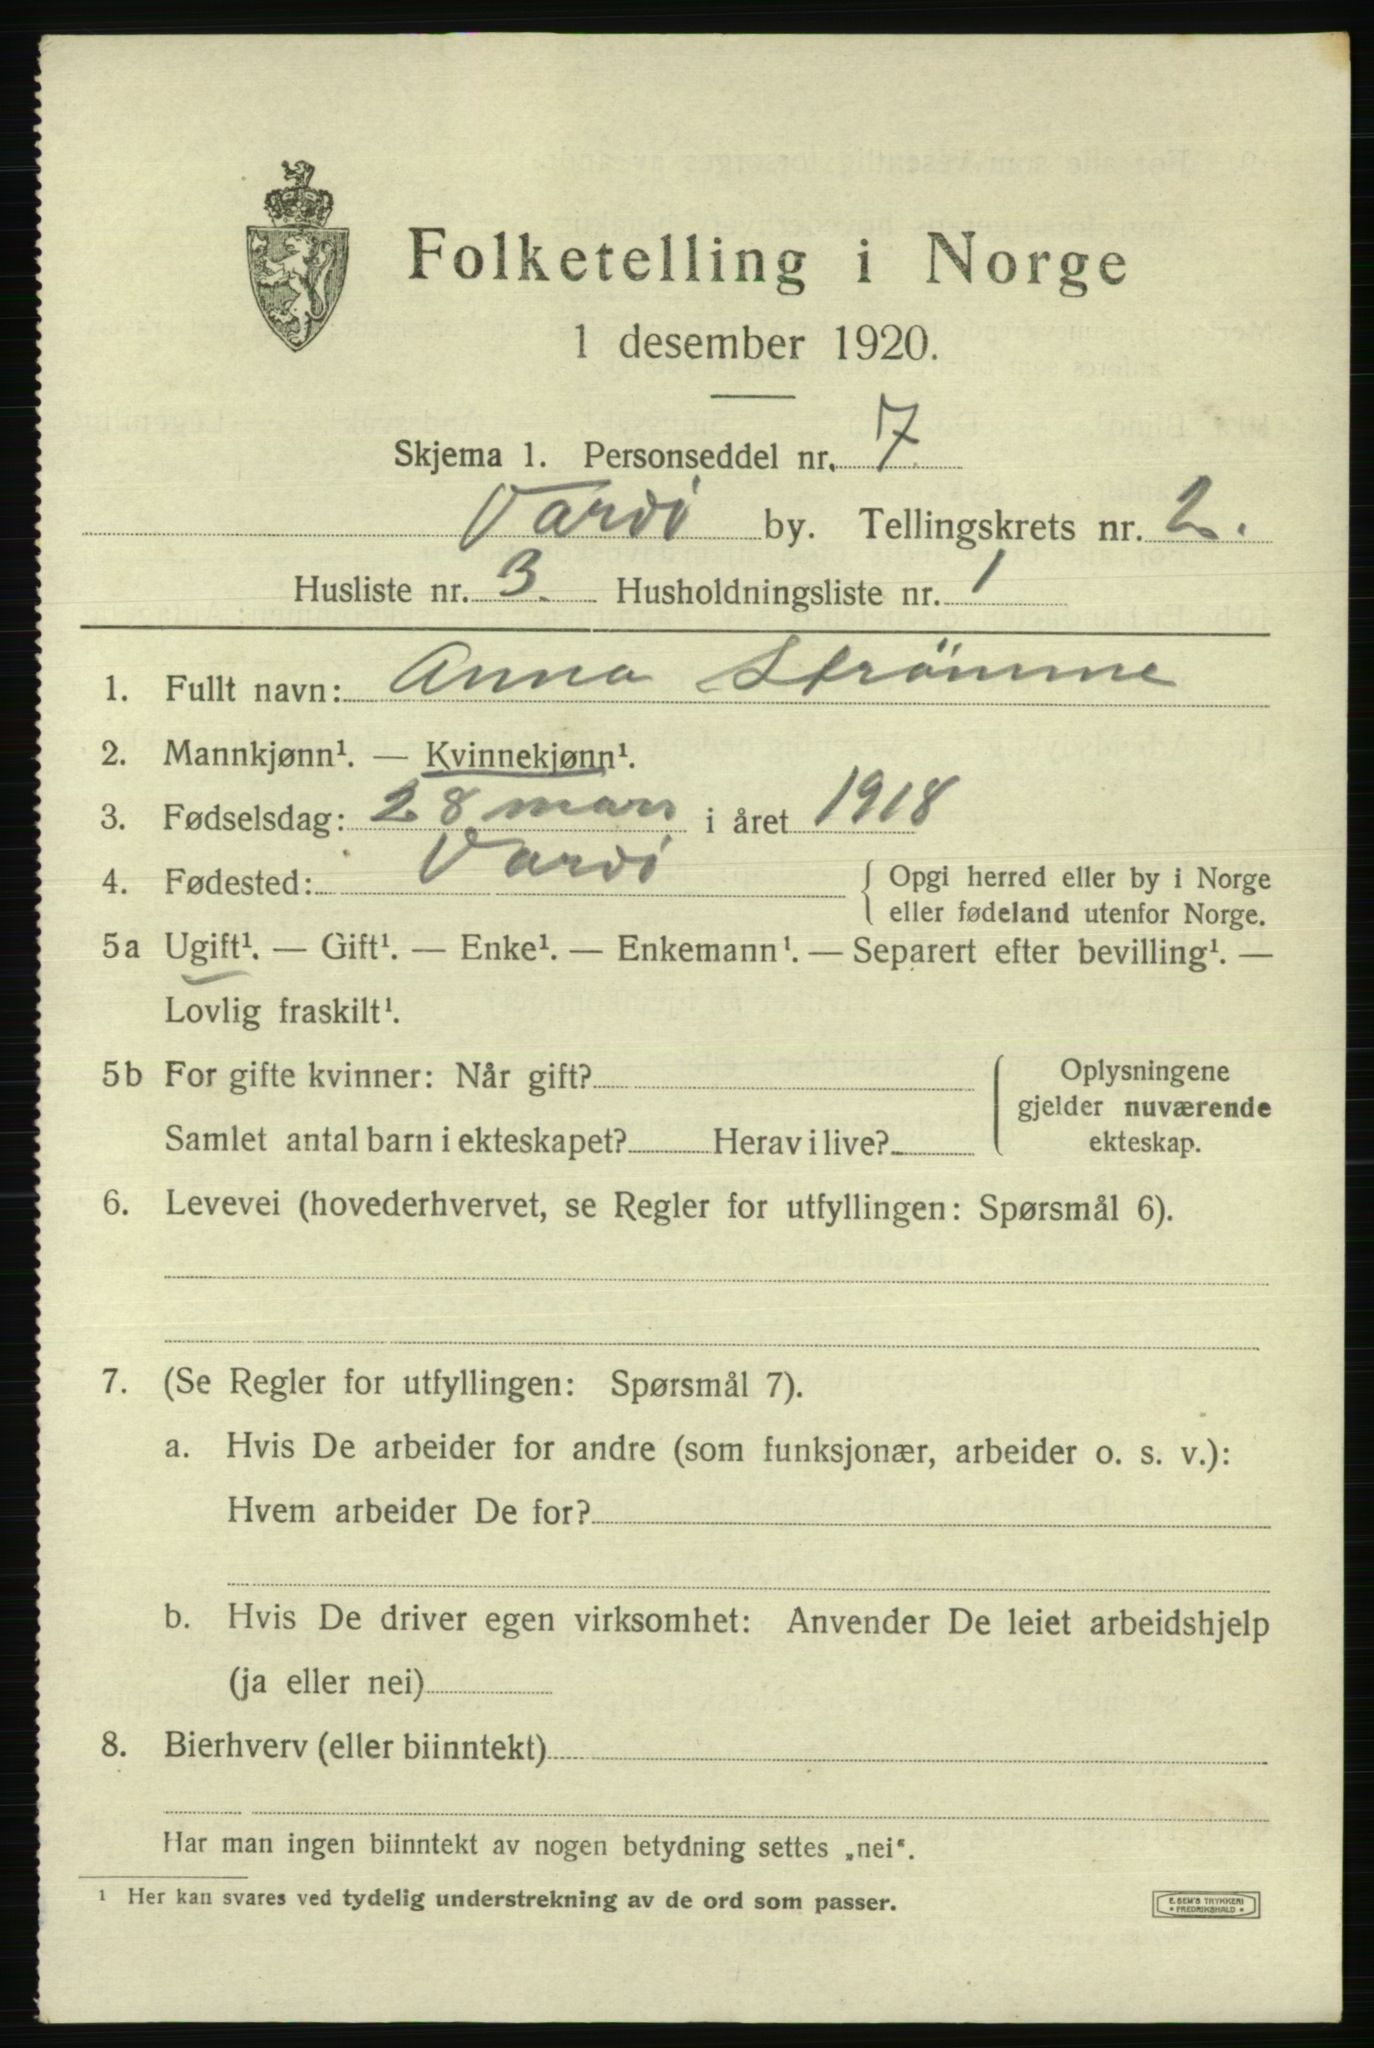 Folketelling i Norge
1 desember 1920.
Skjema 1. Personseddel nr. 7
Vardö by. Tellingskrets nr. 2.
Husliste nr. 3. Husholdningsliste nr. 1
1. Fullt navn: Anna Strömme
2. Mannkjønn¹. — Kvinnekjønn¹.
3. Fødselsdag: 28 mars i året 1918
4. Fødested: Vardö { Opgi herred eller by i Norge
eller fødeland utenfor Norge.
5a Ugift¹. — Gift¹. — Enke¹. — Enkemann¹. — Separert efter bevilling¹. —
Lovlig fraskilt¹.
5b For gifte kvinner: Når gift? { Oplysningene
gjelder nuværende
Samlet antal barn i ekteskapet? Herav i live? ekteskap.
6. Levevei (hovederhvervet, se Regler for utfyllingen: Spørsmål 6).
7. (Se Regler for utfyllingen: Spørsmål 7).
a. Hvis De arbeider for andre (som funksjonær, arbeider o. s. v.):
Hvem arbeider De for?
b. Hvis De driver egen virksomhet: Anvender De leiet arbeidshjelp
(ja eller nei)
8. Bierhverv (eller biinntekt)
Har man ingen biinntekt av nogen betydning settes „nei“.
¹ Her kan svares ved tydelig understrekning av de ord som passer.
E. SEM'S TRYKKERI
• FREDRIKSHALD •